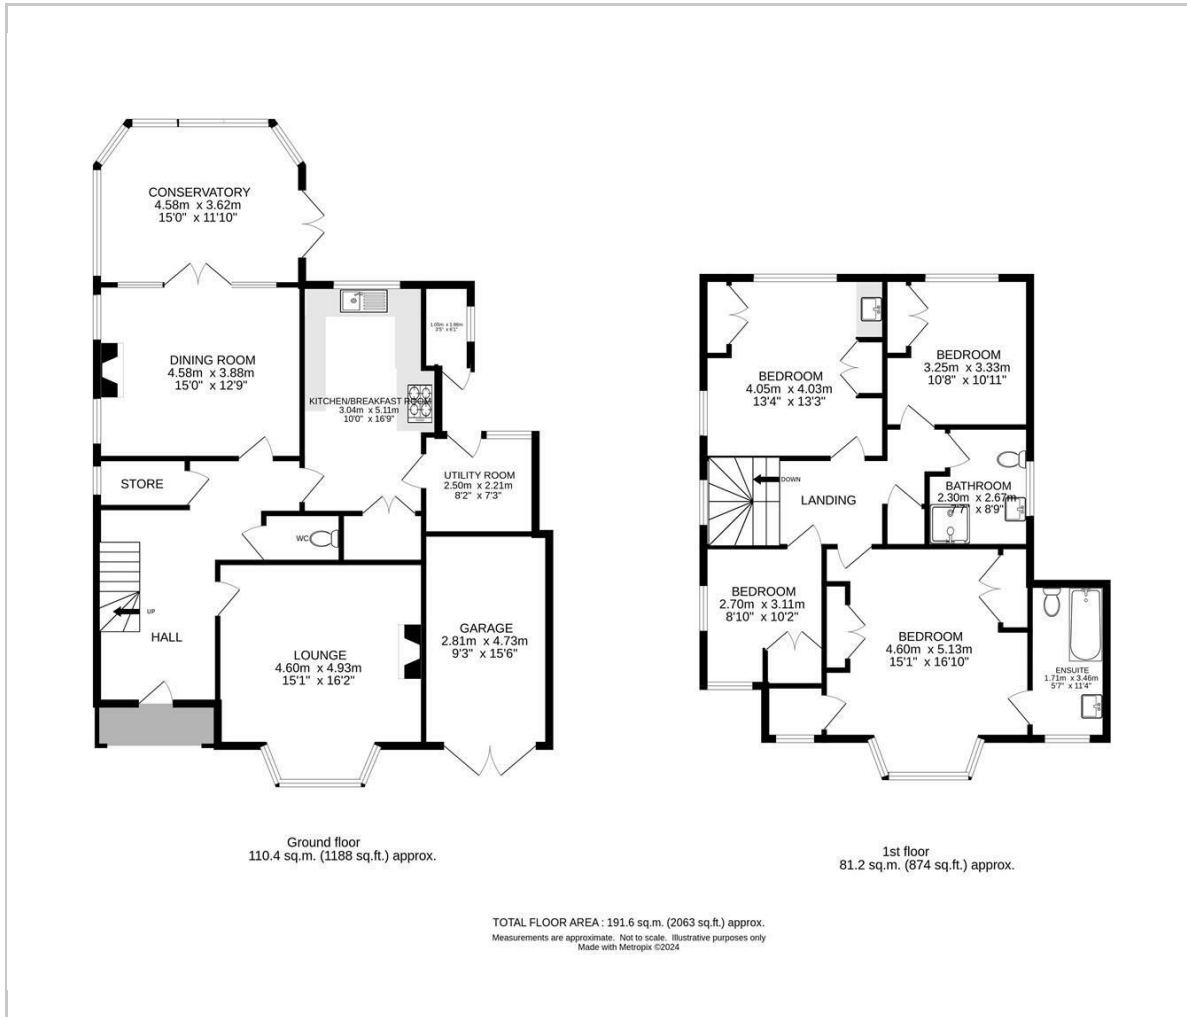 CONSERVATORY
4.58m x 3.62m
15'0" x 11'10"
DINING ROOM
4.58m x 3.88m
15'0" x 12'9"
KITCHEN/BREAKFAST ROOM
3.04m x 5.11m
10'0" x 16'9"
3'5" x 6'1"
STORE
UTILITY ROOM
2.50m x 2.21m
8'2" x 7'3"
WC
UP
HALL
LOUNGE
4.60m x 4.93m
15'1" x 16'2"
GARAGE
2.81m x 4.73m
9'3" x 15'6"
Ground floor
110.4 sq.m. (1188 sq.ft.) approx.
BEDROOM
4.05m x 4.03m
13'4" x 13'3"
BEDROOM
3.25m x 3.33m
10'8" x 10'11"
DOWN
LANDING
BATHROOM
2.30m x 2.67m
7'7" x 8'9"
BEDROOM
2.70m x 3.11m
8'10" x 10'2"
BEDROOM
4.60m x 5.13m
15'1" x 16'10"
ENSUITE
1.71m x 3.46m
5'7" x 11'4"
1st floor
81.2 sq.m. (874 sq.ft.) approx.
TOTAL FLOOR AREA : 191.6 sq.m. (2063 sq.ft.) approx.
Measurements are approximate. Not to scale. Illustrative purposes only
Made with Metropix ©2024